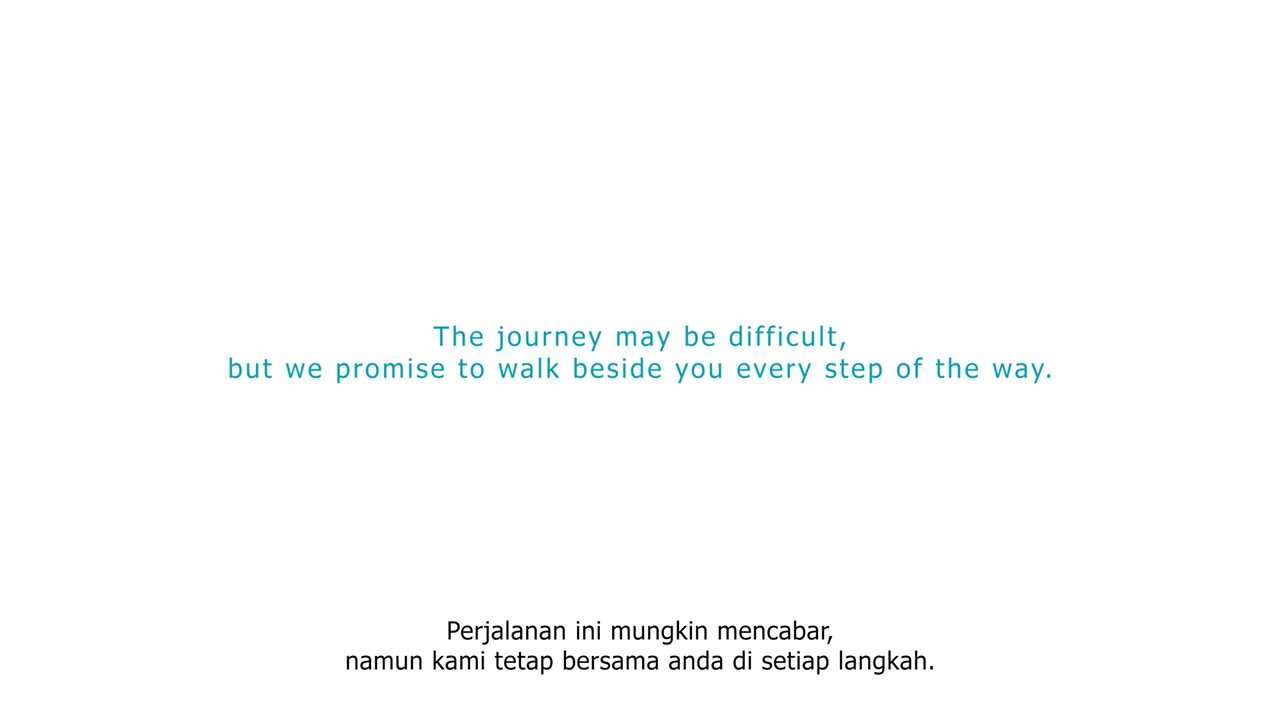 The journey may be difficult,
but we promise to walk beside you every step of the way.
Perjalanan ini mungkin mencabar,
namun kami tetap bersama anda di setiap langkah.